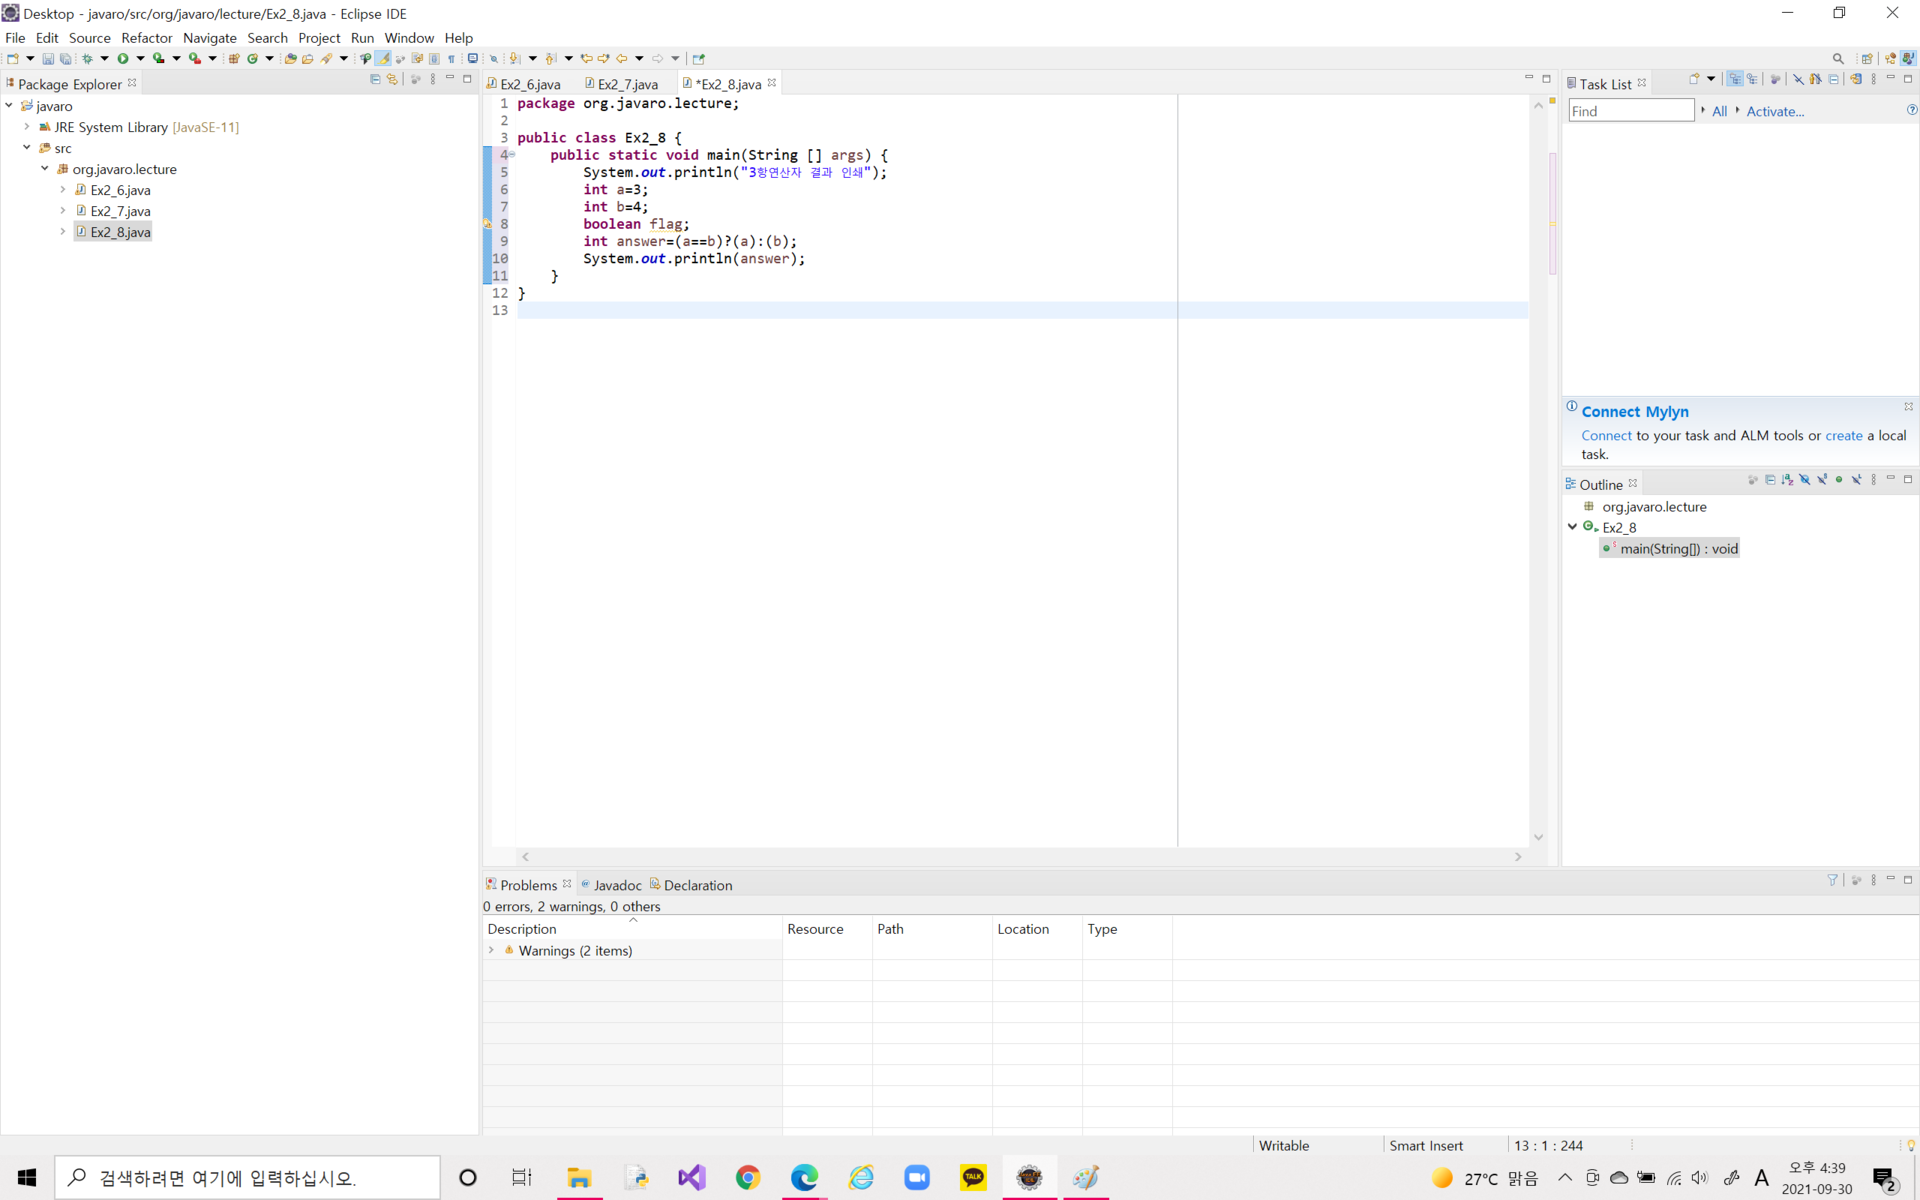 Desktop - javaro/src/org/javaro/lecture/Ex2_8.java - Eclipse IDE
File Edit Source Refactor Navigate Search Project Run Window Help
Package Explorer
javaro
JRE System Library [JavaSE-11]
src
org.javaro.lecture
Ex2_6.java
Ex2_7.java
Ex2_8.java
Ex2_6.java Ex2_7.java *Ex2_8.java
1 package org.javaro.lecture;
2
3 public class Ex2_8 {
4 public static void main(String [] args) {
5 System.out.println("3항연산자 결과 인쇄");
6 int a=3;
7 int b=4;
8 boolean flag;
9 int answer=(a==b)?(a):(b);
10 System.out.println(answer);
11 }
12 }
13
Task List
Find All Activate...
Connect Mylyn
Connect to your task and ALM tools or create a local
task.
Outline
org.javaro.lecture
Ex2_8
main(String[]) : void
Problems Javadoc Declaration
0 errors, 2 warnings, 0 others
Description Resource Path Location Type
Warnings (2 items)
Writable Smart Insert 13 : 1 : 244
검색하려면 여기에 입력하십시오.
TALK
27°C 맑음
A
오후 4:39
2021-09-30
2